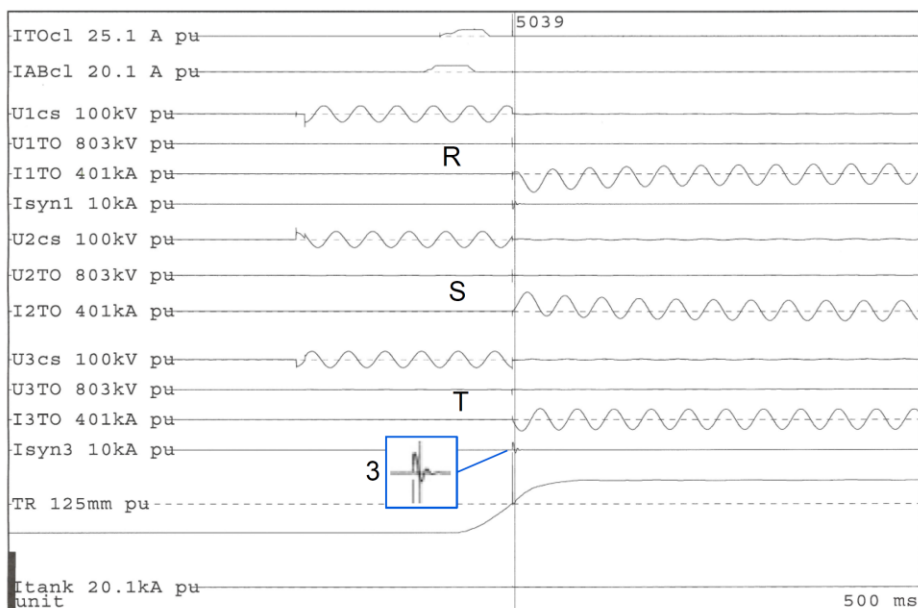 5039
ITOcl 25.1 A pu
IABcl 20.1 A pu
U1cs 100kV pu
U1TO 803kV pu
R
I1TO 401kA pu
Isyn1 10kA pu
U2cs 100kV pu
U2TO 803kV pu
S
I2TO 401kA pu
U3cs 100kV pu
U3TO 803kV pu
T
I3TO 401kA pu
Isyn3 10kA pu
3
TR 125mm pu
Itank 20.1kA pu
unit
500 ms